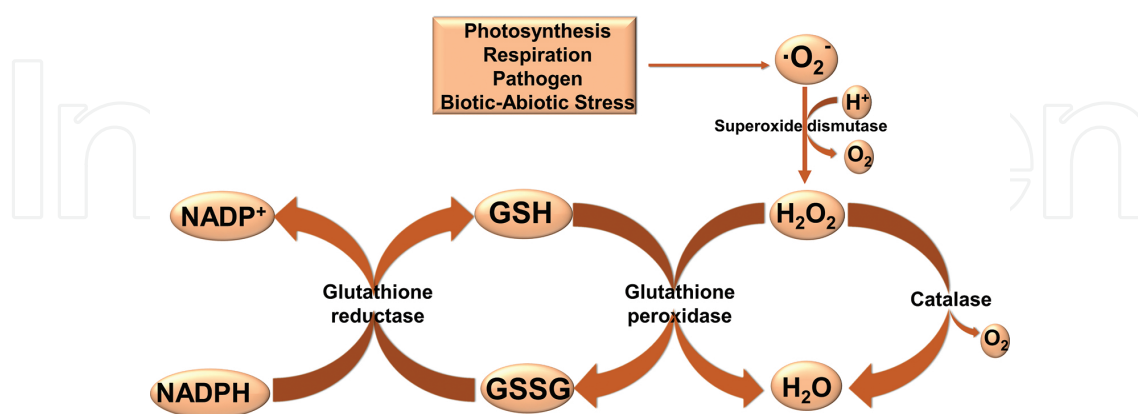 Photosynthesis
Respiration
Pathogen
Biotic-Abiotic Stress
·O₂⁻
H⁺
Superoxide dismutase
O₂
NADP⁺
GSH
H₂O₂
Glutathione
reductase
Glutathione
peroxidase
Catalase
O₂
NADPH
GSSG
H₂O